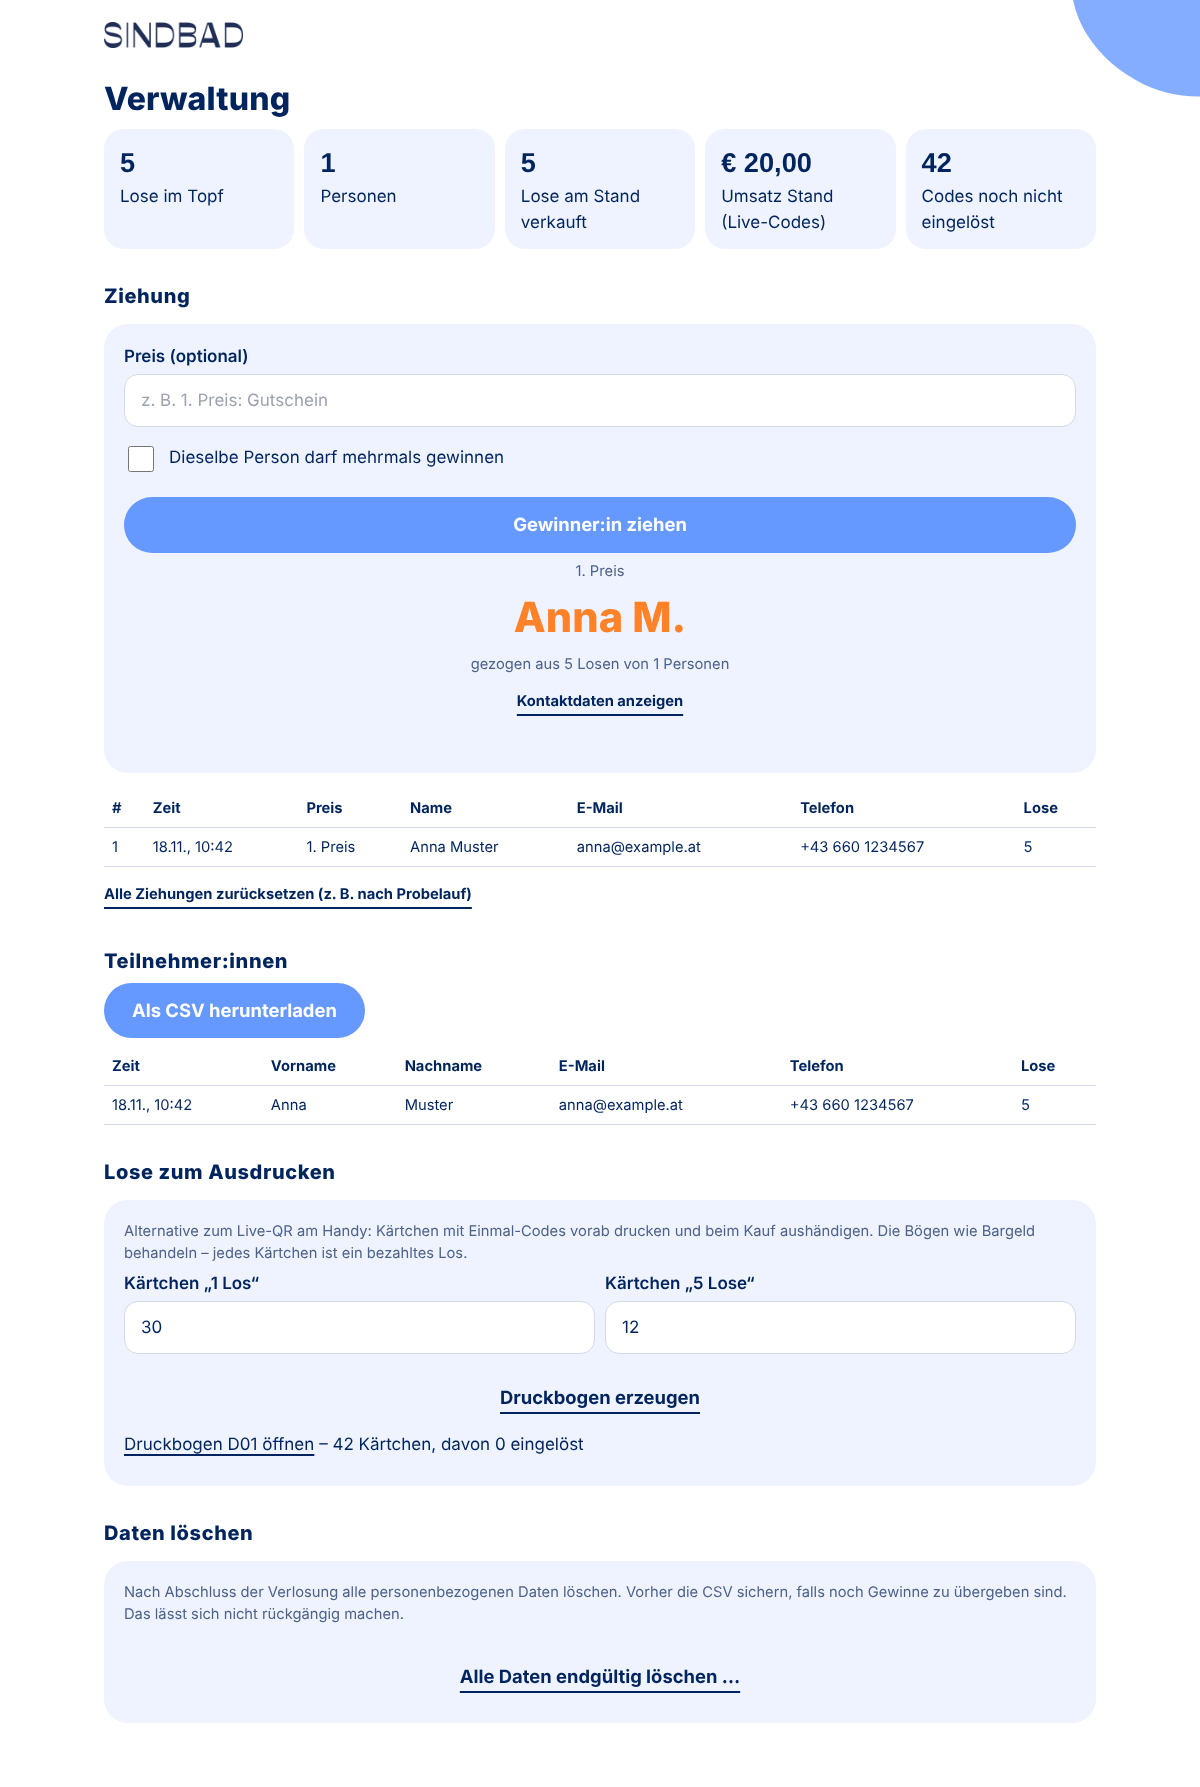 SINDBAD
Verwaltung
5
Lose im Topf
1
Personen
5
Lose am Stand
verkauft
€ 20,00
Umsatz Stand
(Live-Codes)
42
Codes noch nicht
eingelöst
Ziehung
Preis (optional)
z. B. 1. Preis: Gutschein
Dieselbe Person darf mehrmals gewinnen
Gewinner:in ziehen
1. Preis
Anna M.
gezogen aus 5 Losen von 1 Personen
Kontaktdaten anzeigen
# Zeit Preis Name E-Mail Telefon Lose
1 18.11., 10:42 1. Preis Anna Muster anna@example.at +43 660 1234567 5
Alle Ziehungen zurücksetzen (z. B. nach Probelauf)
Teilnehmer:innen
Als CSV herunterladen
Zeit Vorname Nachname E-Mail Telefon Lose
18.11., 10:42 Anna Muster anna@example.at +43 660 1234567 5
Lose zum Ausdrucken
Alternative zum Live-QR am Handy: Kärtchen mit Einmal-Codes vorab drucken und beim Kauf aushändigen. Die Bögen wie Bargeld
behandeln – jedes Kärtchen ist ein bezahltes Los.
Kärtchen „1 Los“ Kärtchen „5 Lose“
30 12
Druckbogen erzeugen
Druckbogen D01 öffnen – 42 Kärtchen, davon 0 eingelöst
Daten löschen
Nach Abschluss der Verlosung alle personenbezogenen Daten löschen. Vorher die CSV sichern, falls noch Gewinne zu übergeben sind.
Das lässt sich nicht rückgängig machen.
Alle Daten endgültig löschen …